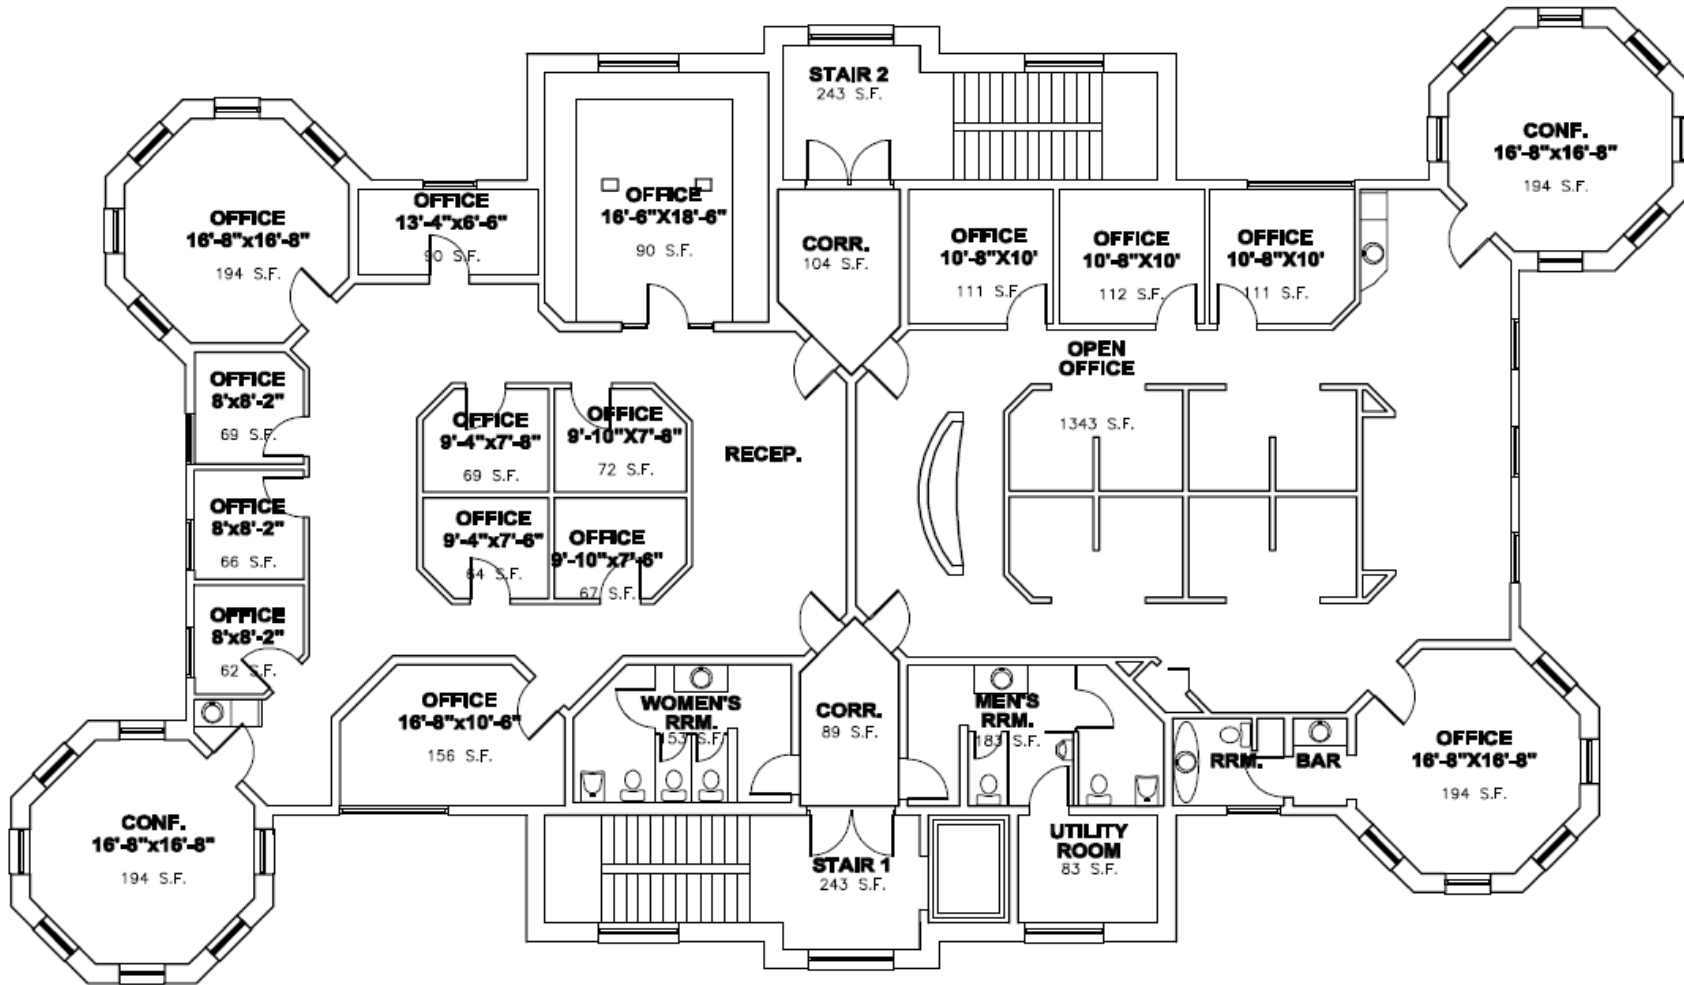 STAIR 2
243 S.F.
CONF.
16'-8"x16'-8"
194 S.F.
OFFICE
16'-8"x16'-8"
194 S.F.
OFFICE
13'-4"x6'-6"
90 S.F.
OFFICE
16'-6"X18'-6"
90 S.F.
CORR.
104 S.F.
OFFICE
10'-8"X10'
111 S.F.
OFFICE
10'-8"X10'
112 S.F.
OFFICE
10'-8"X10'
111 S.F.
OPEN
OFFICE
1343 S.F.
OFFICE
8'x8'-2"
69 S.F.
OFFICE
9'-4"x7'-8"
69 S.F.
OFFICE
9'-10"X7'-8"
72 S.F.
RECEP.
OFFICE
8'x8'-2"
66 S.F.
OFFICE
9'-4"x7'-6"
64 S.F.
OFFICE
9'-10"x7'-6"
67 S.F.
OFFICE
8'x8'-2"
62 S.F.
OFFICE
16'-8"x10'-6"
156 S.F.
WOMEN'S
RRM.
153 S.F.
CORR.
89 S.F.
MEN'S
RRM.
183 S.F.
RRM.
BAR
OFFICE
16'-8"X16'-8"
194 S.F.
CONF.
16'-8"x16'-8"
194 S.F.
STAIR 1
243 S.F.
UTILITY
ROOM
83 S.F.